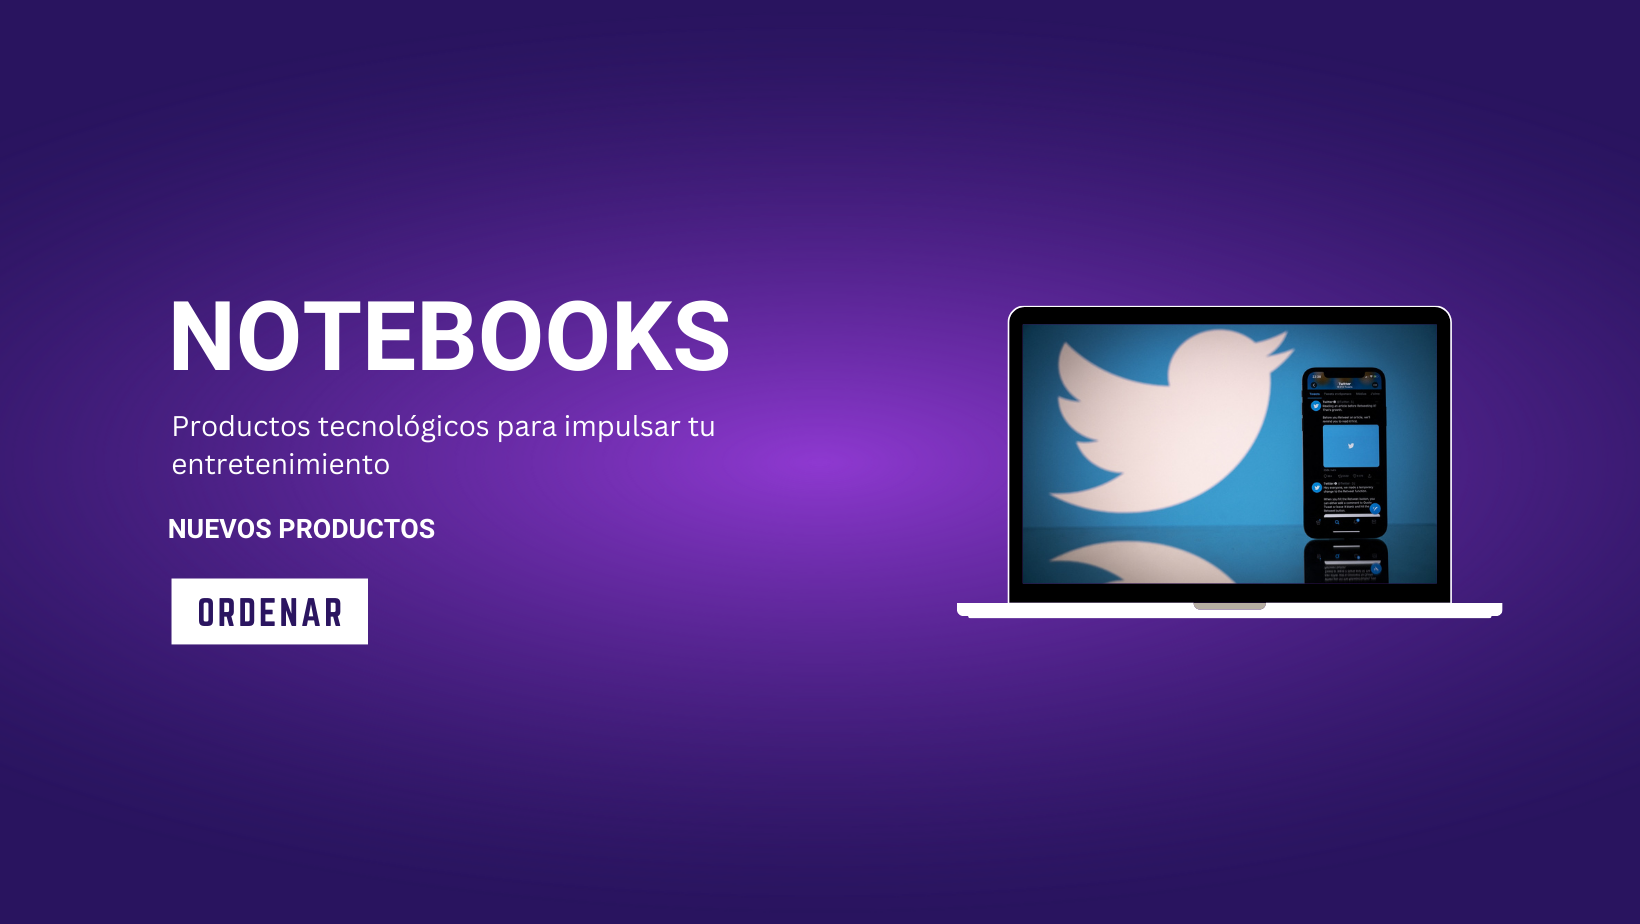 NOTEBOOKS
Productos tecnológicos para impulsar tu
entretenimiento
NUEVOS PRODUCTOS
ORDENAR